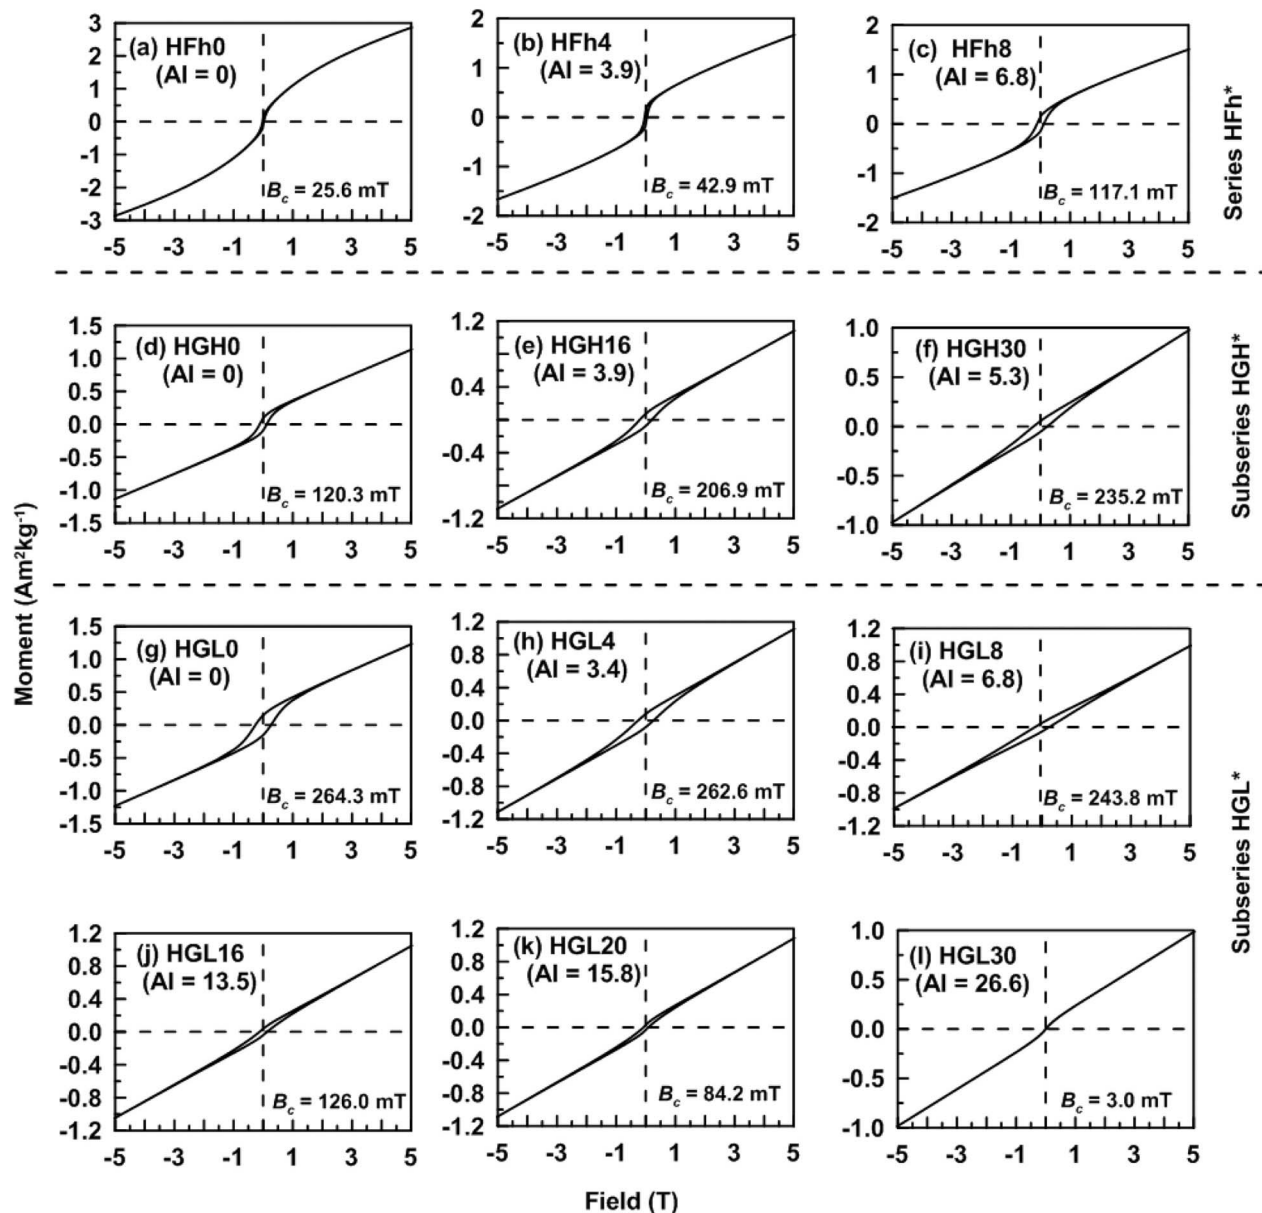 (a) HFh0
(Al = 0)
3
2
1
0
-1
-2
-3
B_c = 25.6 mT
-5 -3 -1 1 3 5
(b) HFh4
(Al = 3.9)
2
1
0
-1
-2
B_c = 42.9 mT
-5 -3 -1 1 3 5
(c) HFh8
(Al = 6.8)
2
1
0
-1
-2
B_c = 117.1 mT
-5 -3 -1 1 3 5
Series HFh*
(d) HGH0
(Al = 0)
1.5
1.0
0.5
0.0
-0.5
-1.0
-1.5
B_c = 120.3 mT
-5 -3 -1 1 3 5
(e) HGH16
(Al = 3.9)
1.2
0.4
-0.4
-1.2
B_c = 206.9 mT
-5 -3 -1 1 3 5
(f) HGH30
(Al = 5.3)
1.0
0.5
0.0
-0.5
-1.0
B_c = 235.2 mT
-5 -3 -1 1 3 5
Subseries HGH*
Moment (Am²kg⁻¹)
(g) HGL0
(Al = 0)
1.5
1.0
0.5
0.0
-0.5
-1.0
-1.5
B_c = 264.3 mT
-5 -3 -1 1 3 5
(h) HGL4
(Al = 3.4)
1.2
0.8
0.4
0.0
-0.4
-0.8
-1.2
B_c = 262.6 mT
-5 -3 -1 1 3 5
(i) HGL8
(Al = 6.8)
1.2
0.8
0.4
0.0
-0.4
-0.8
-1.2
B_c = 243.8 mT
-5 -3 -1 1 3 5
Subseries HGL*
(j) HGL16
(Al = 13.5)
1.2
0.8
0.4
0.0
-0.4
-0.8
-1.2
B_c = 126.0 mT
-5 -3 -1 1 3 5
(k) HGL20
(Al = 15.8)
1.2
0.8
0.4
0.0
-0.4
-0.8
-1.2
B_c = 84.2 mT
-5 -3 -1 1 3 5
(l) HGL30
(Al = 26.6)
1.0
0.5
0.0
-0.5
-1.0
B_c = 3.0 mT
-5 -3 -1 1 3 5
Field (T)